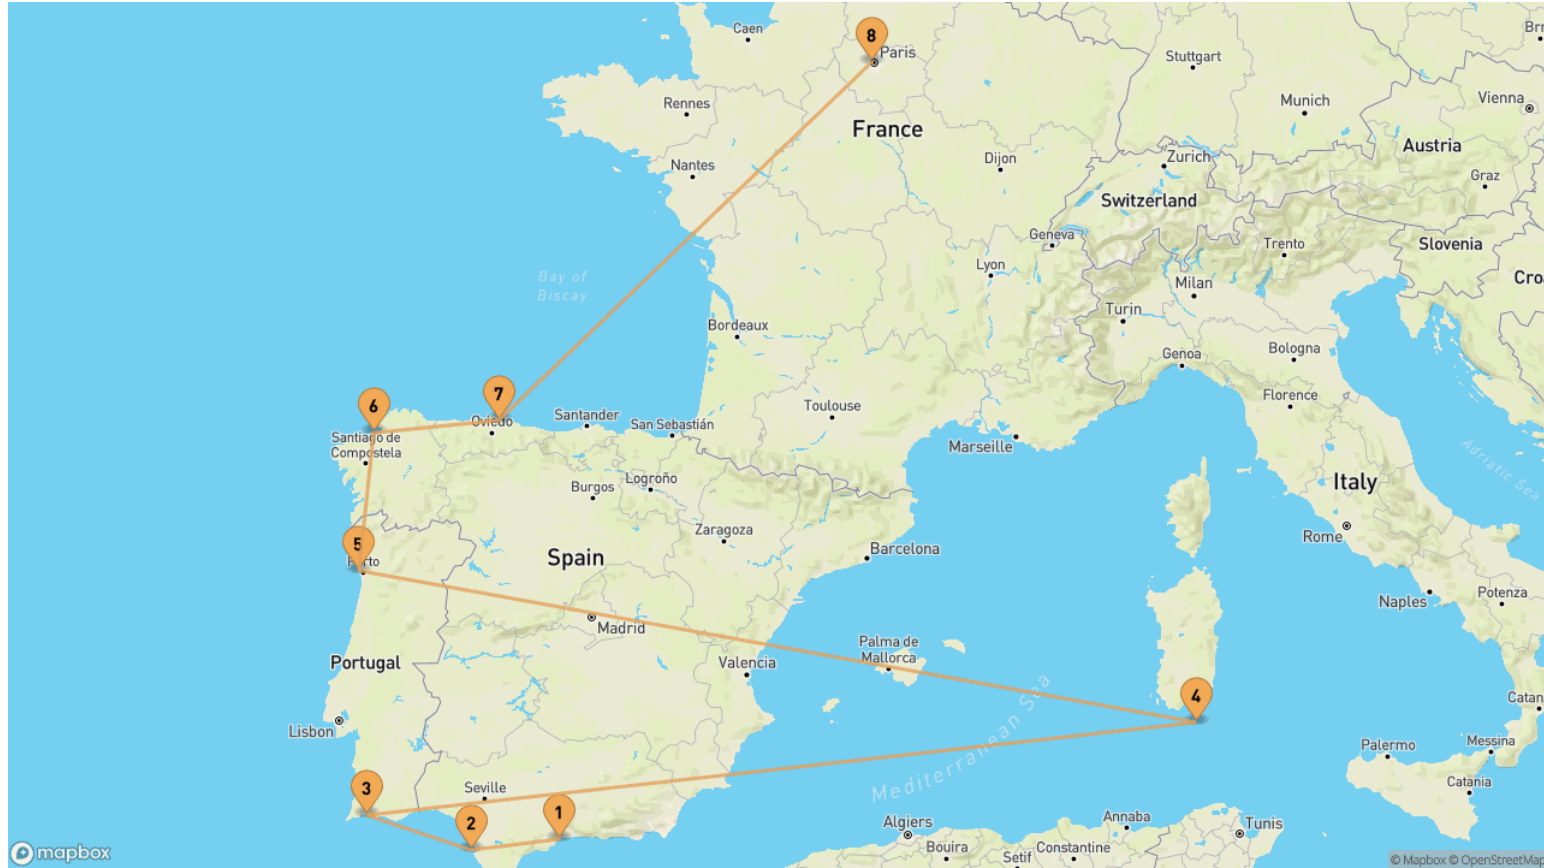 8
Caen
Paris
Stuttgart
Brn
Rennes
Munich
Vienna
France
Austria
Nantes
Dijon
Zurich
Graz
Switzerland
Geneva
Trento
Slovenia
Bay of
Biscay
Lyon
Milan
Croa
Turin
Bordeaux
Bologna
Genoa
7
6
Florence
Toulouse
Santander
Oviedo
San Sebastián
Santiago de
Compostela
Marseille
Adriatic Sea
Logroño
Burgos
Italy
Zaragoza
Rome
5
Porto
Spain
Barcelona
Naples
Potenza
Madrid
Palma de
Mallorca
Portugal
Valencia
4
Catan
Lisbon
Mediterranean Sea
Palermo
Messina
3
Seville
Catania
1
2
Algiers
Annaba
Tunis
Bouira
Constantine
Setif
mapbox
© Mapbox © OpenStreetMap